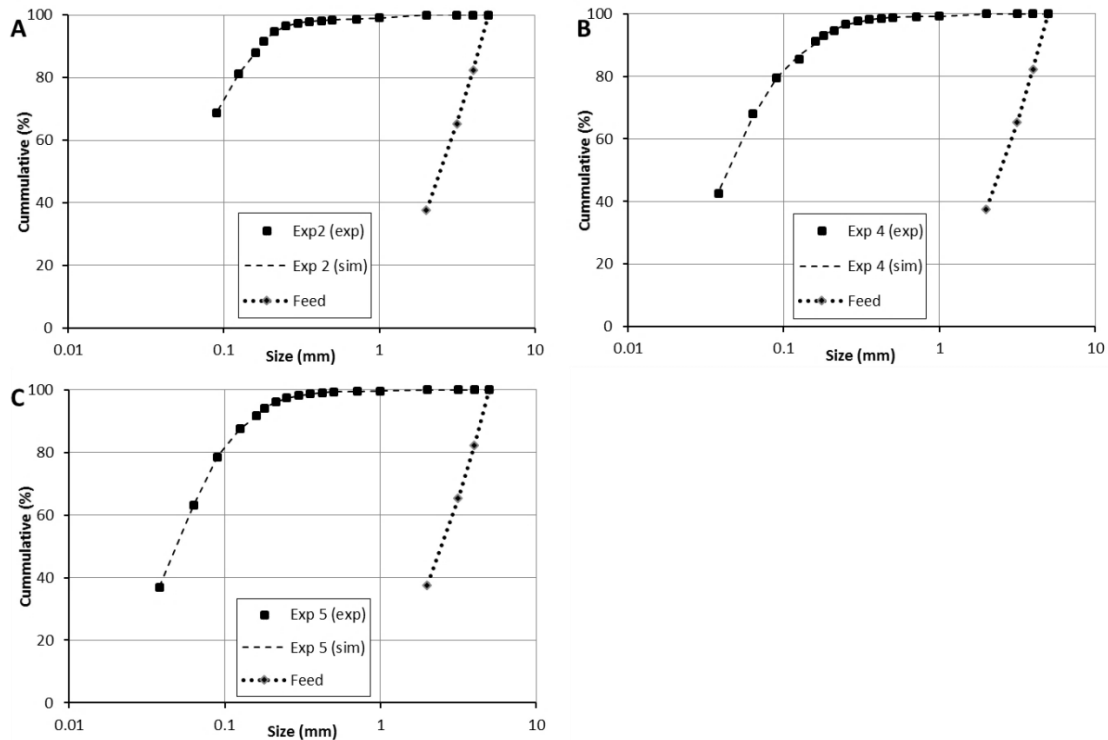 A
Cummulative (%)
100
80
60
40
20
0
Exp2 (exp)
Exp 2 (sim)
Feed
0.01
0.1
1
10
Size (mm)
B
Cummulative (%)
100
80
60
40
20
0
Exp 4 (exp)
Exp 4 (sim)
Feed
0.01
0.1
1
10
Size (mm)
C
Cummulative (%)
100
80
60
40
20
0
Exp 5 (exp)
Exp 5 (sim)
Feed
0.01
0.1
1
10
Size (mm)